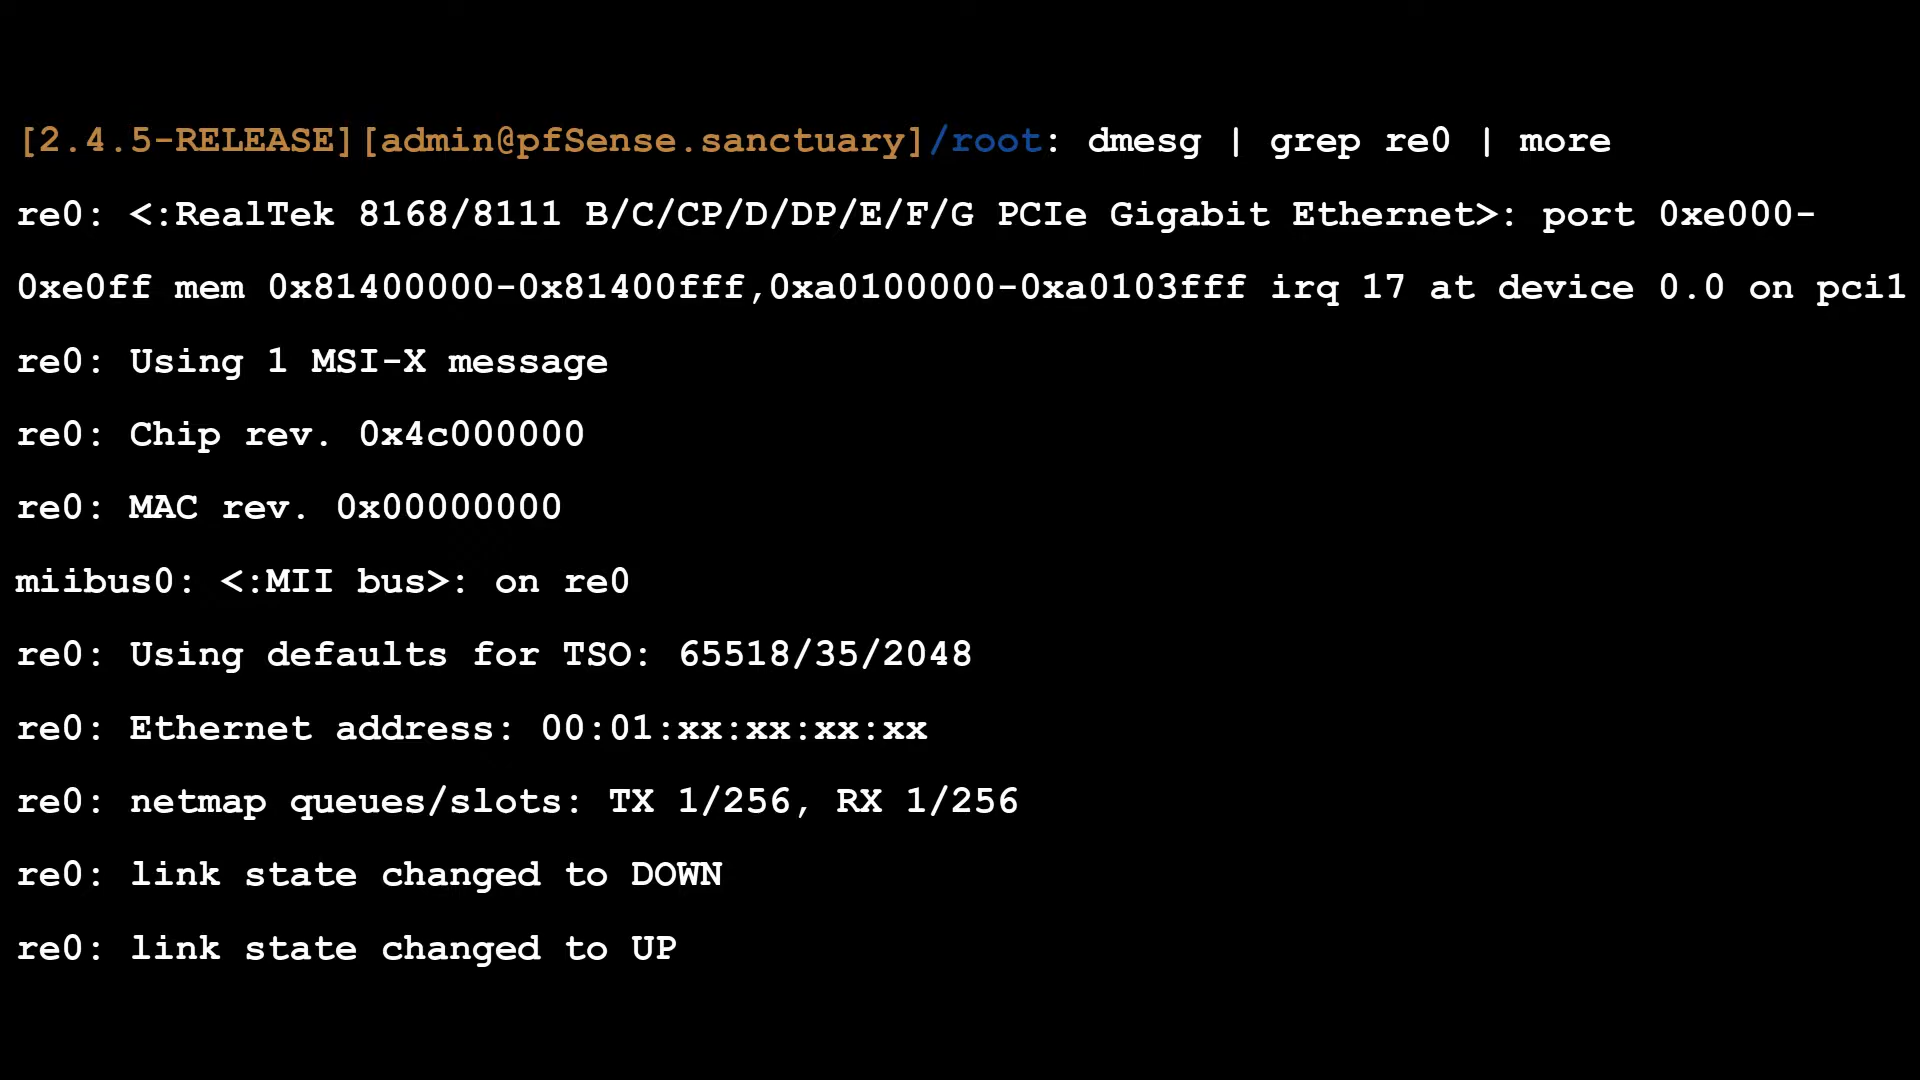 [2.4.5-RELEASE][admin@pfSense.sanctuary]/root: dmesg | grep re0 | more
re0: <:RealTek 8168/8111 B/C/CP/D/DP/E/F/G PCIe Gigabit Ethernet>: port 0xe000-
0xe0ff mem 0x81400000-0x81400fff,0xa0100000-0xa0103fff irq 17 at device 0.0 on pci1
re0: Using 1 MSI-X message
re0: Chip rev. 0x4c000000
re0: MAC rev. 0x00000000
miibus0: <:MII bus>: on re0
re0: Using defaults for TSO: 65518/35/2048
re0: Ethernet address: 00:01:xx:xx:xx:xx
re0: netmap queues/slots: TX 1/256, RX 1/256
re0: link state changed to DOWN
re0: link state changed to UP